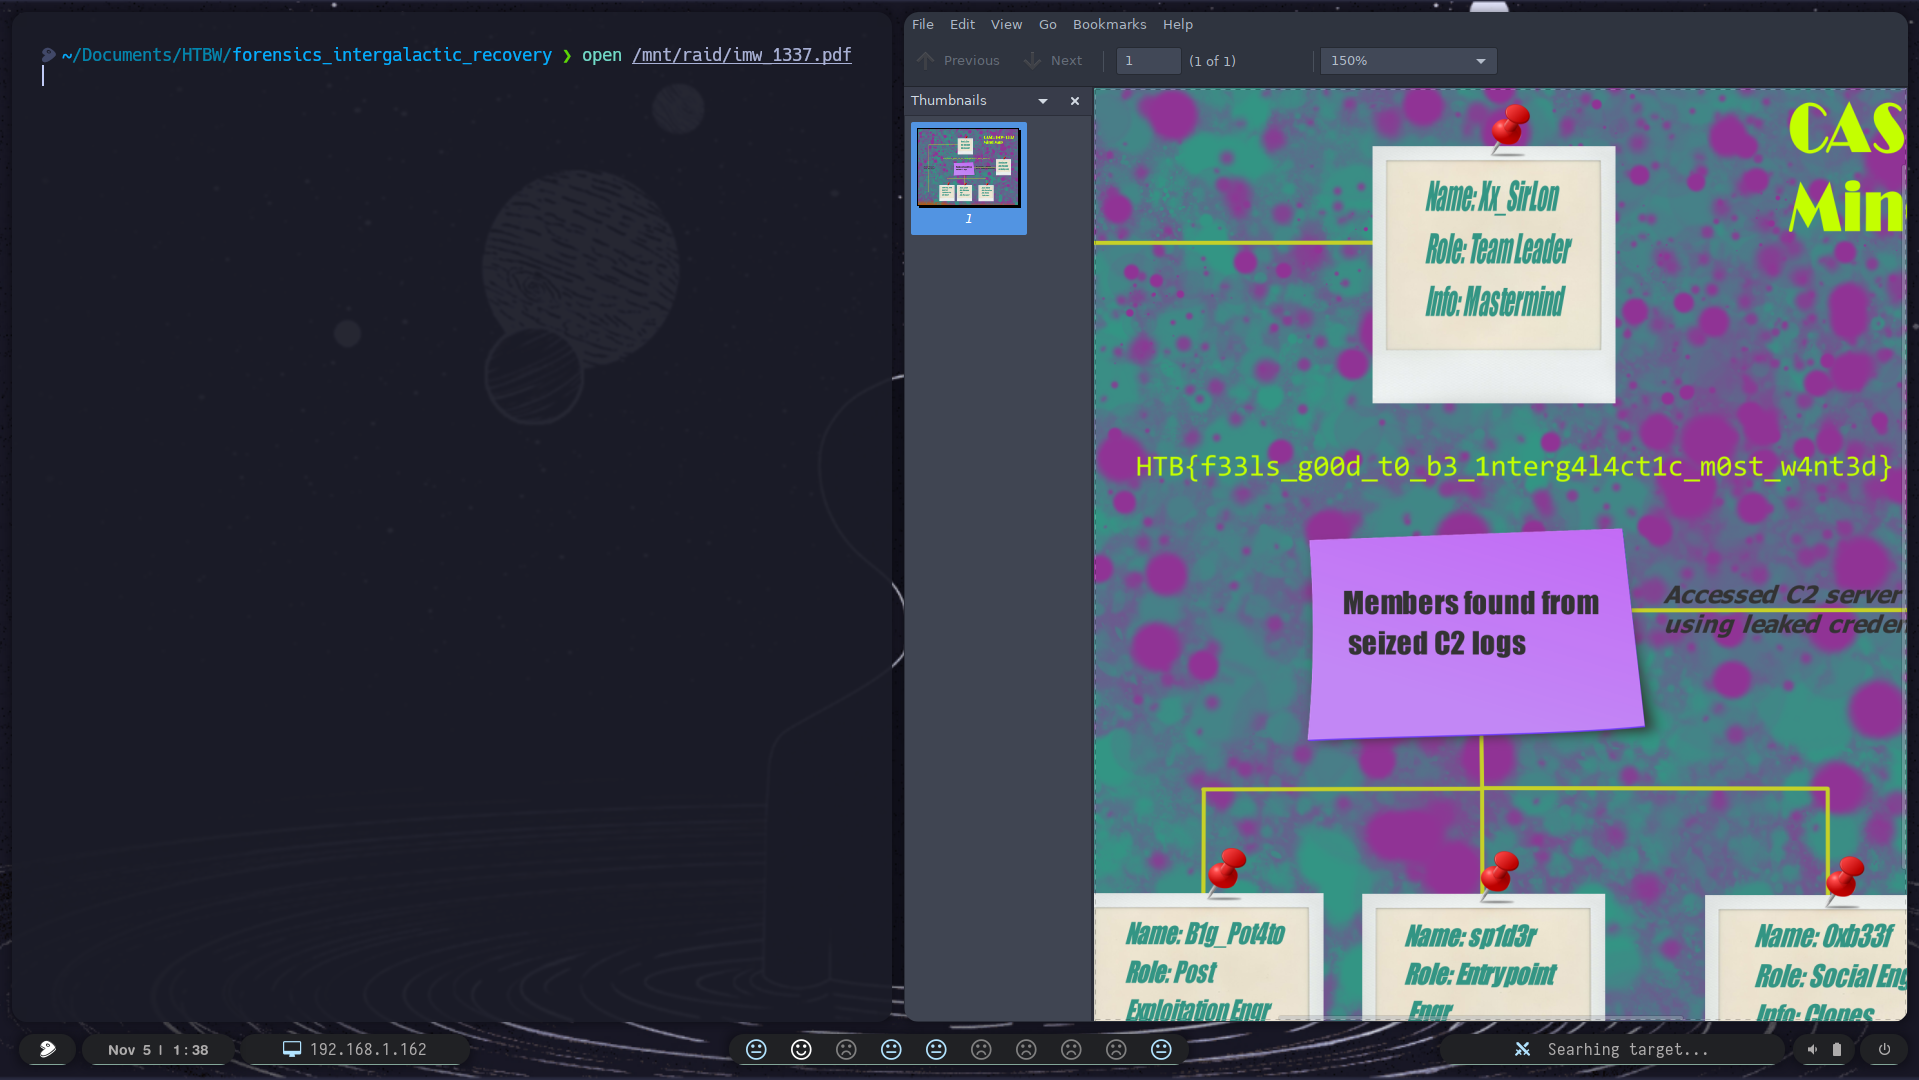 ~/Documents/HTBW/forensics_intergalactic_recovery ❯ open /mnt/raid/imw_1337.pdf
File Edit View Go Bookmarks Help
Previous Next 1 (1 of 1) 150%
Thumbnails
1
CAS
Min
Name: Xx_SirLon
Role: Team Leader
Info: Mastermind
HTB{f33ls_g00d_t0_b3_1nterg4l4ct1c_m0st_w4nt3d}
Members found from
seized C2 logs
Accessed C2 server
using leaked creden
Name: B1g_Pot4to
Role: Post
Exploitation Engr
Name: sp1d3r
Role: Entrypoint
Engr
Name: 0xb33f
Role: Social Eng
Info: Clones
Nov 5 | 1:38
192.168.1.162
Searhing target...